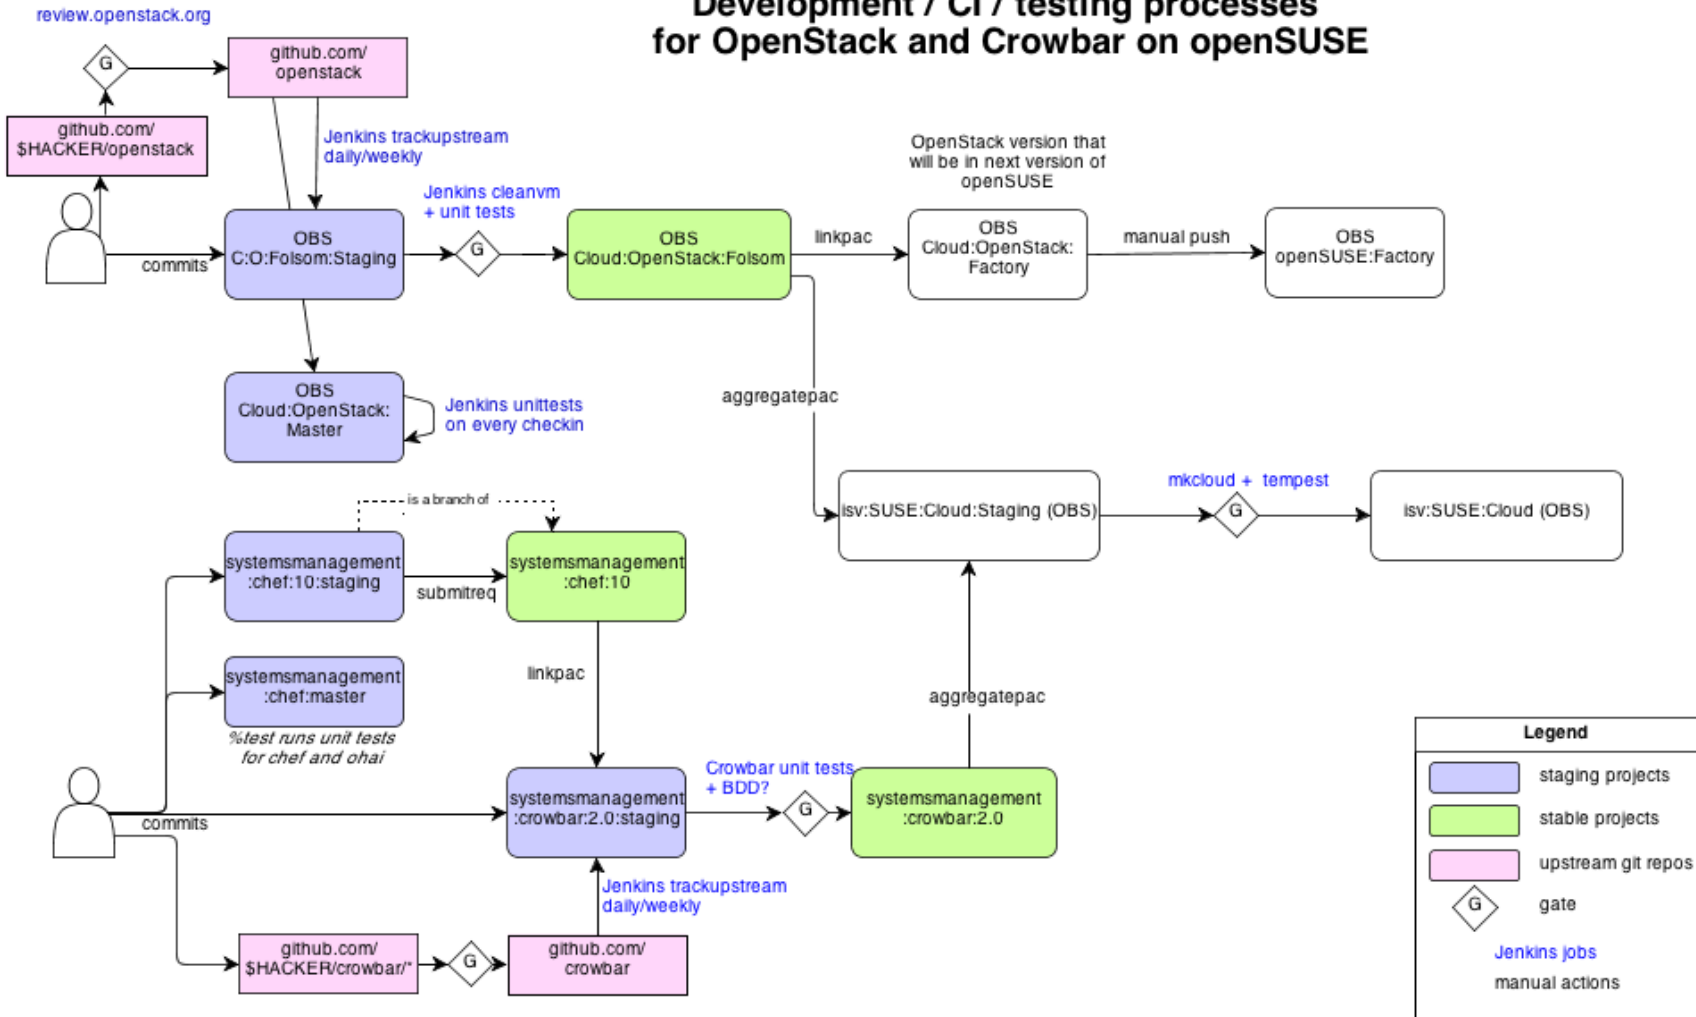 Development / CI / testing processes
for OpenStack and Crowbar on openSUSE
review.openstack.org
G
github.com/
openstack
github.com/
$HACKER/openstack
Jenkins trackupstream
daily/weekly
OpenStack version that
will be in next version of
openSUSE
Jenkins cleanvm
+ unit tests
commits
OBS
C:O:Folsom:Staging
G
OBS
Cloud:OpenStack:Folsom
linkpac
OBS
Cloud:OpenStack:
Factory
manual push
OBS
openSUSE:Factory
OBS
Cloud:OpenStack:
Master
Jenkins unittests
on every checkin
aggregatepac
is a branch of
isv:SUSE:Cloud:Staging (OBS)
mkcloud + tempest
G
isv:SUSE:Cloud (OBS)
systemsmanagement
:chef:10:staging
submitreq
systemsmanagement
:chef:10
linkpac
systemsmanagement
:chef:master
%test runs unit tests
for chef and ohai
aggregatepac
commits
systemsmanagement
:crowbar:2.0:staging
Crowbar unit tests
+ BDD?
G
systemsmanagement
:crowbar:2.0
Jenkins trackupstream
daily/weekly
github.com/
$HACKER/crowbar/*
G
github.com/
crowbar
Legend
staging projects
stable projects
upstream git repos
G
gate
Jenkins jobs
manual actions